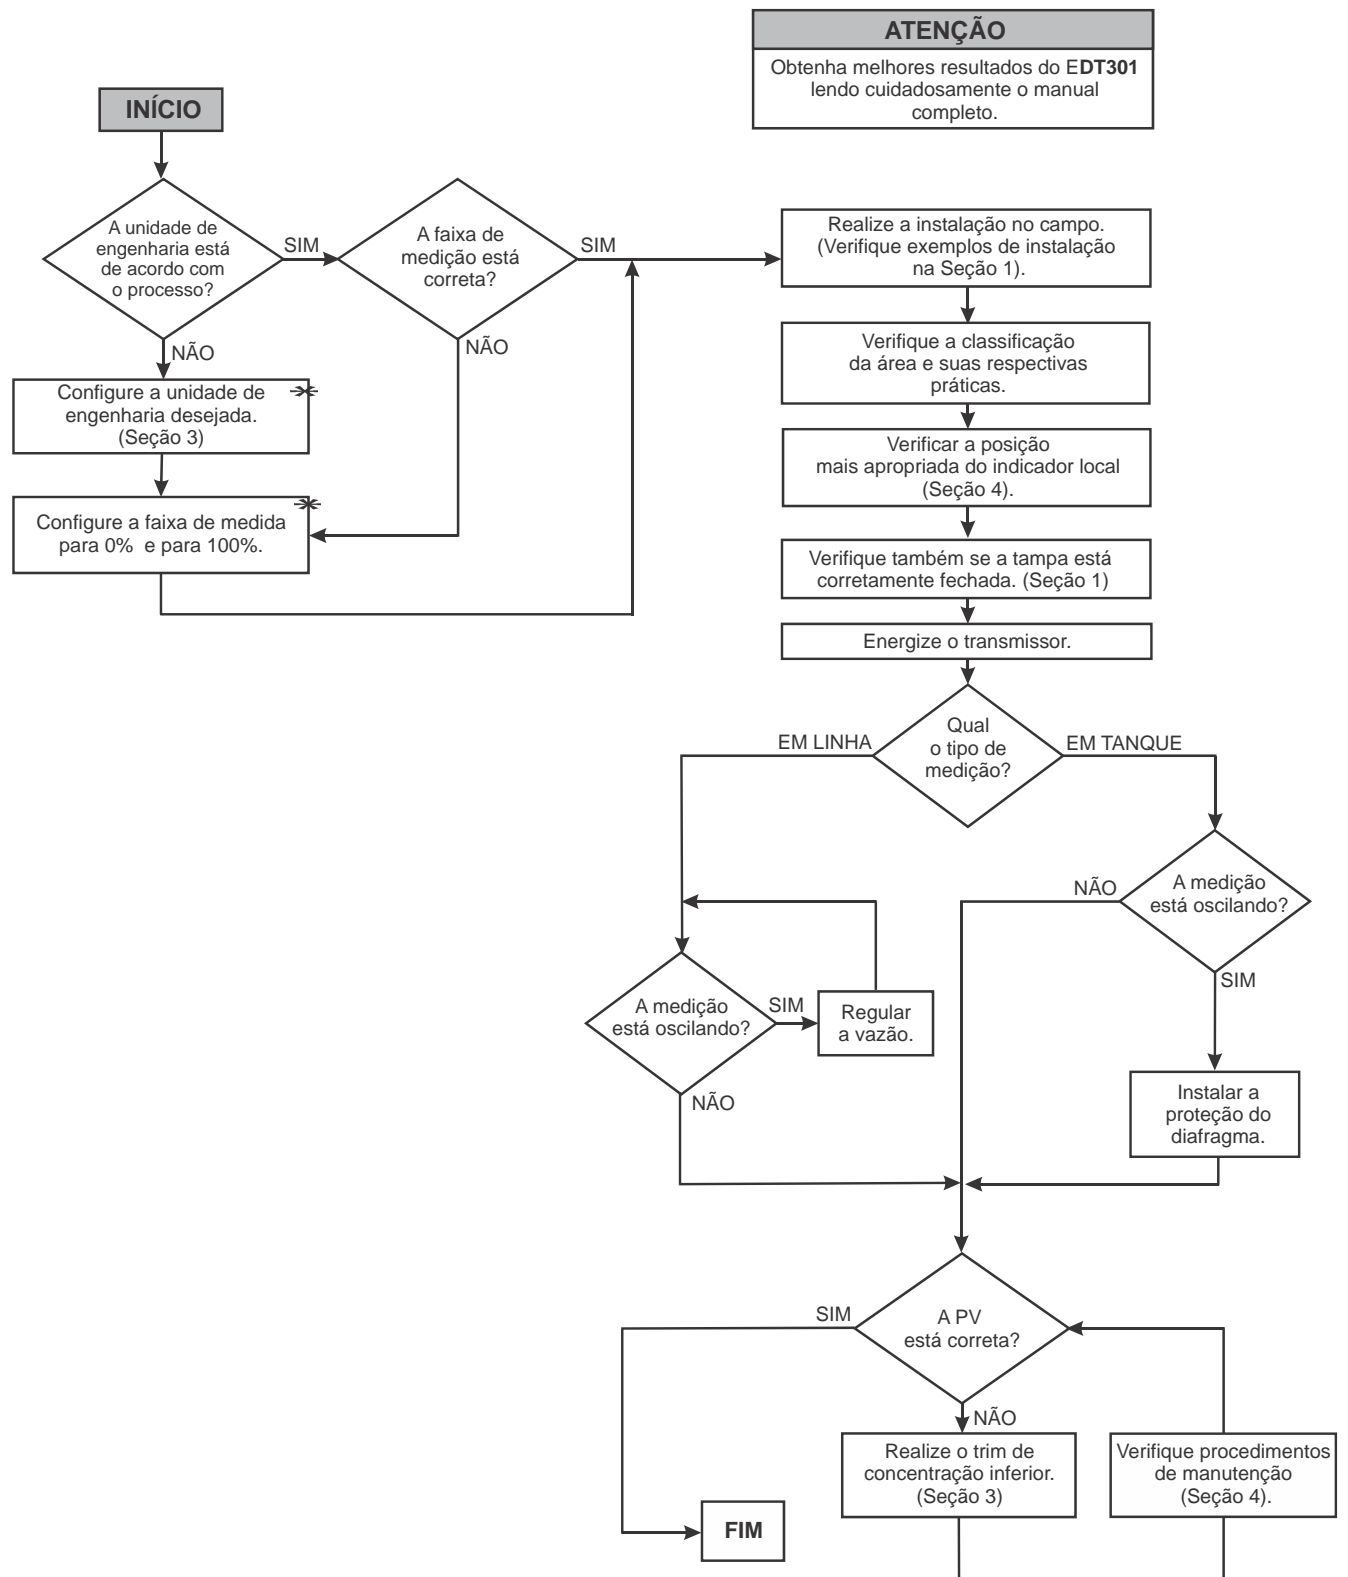 ATENÇÃO
Obtenha melhores resultados do EDT301
lendo cuidadosamente o manual
completo.
INÍCIO
A unidade de
engenharia está
de acordo com
o processo?
SIM
A faixa de
medição está
correta?
SIM
NÃO
NÃO
Configure a unidade de
engenharia desejada.
(Seção 3)
Configure a faixa de medida
para 0% e para 100%.
Realize a instalação no campo.
(Verifique exemplos de instalação
na Seção 1).
Verifique a classificação
da área e suas respectivas
práticas.
Verificar a posição
mais apropriada do indicador local
(Seção 4).
Verifique também se a tampa está
corretamente fechada. (Seção 1)
Energize o transmissor.
Qual
o tipo de
medição?
EM LINHA
EM TANQUE
A medição
está oscilando?
NÃO
SIM
A medição
está oscilando?
SIM
Regular
a vazão.
NÃO
Instalar a
proteção do
diafragma.
A PV
está correta?
SIM
NÃO
Realize o trim de
concentração inferior.
(Seção 3)
Verifique procedimentos
de manutenção
(Seção 4).
FIM